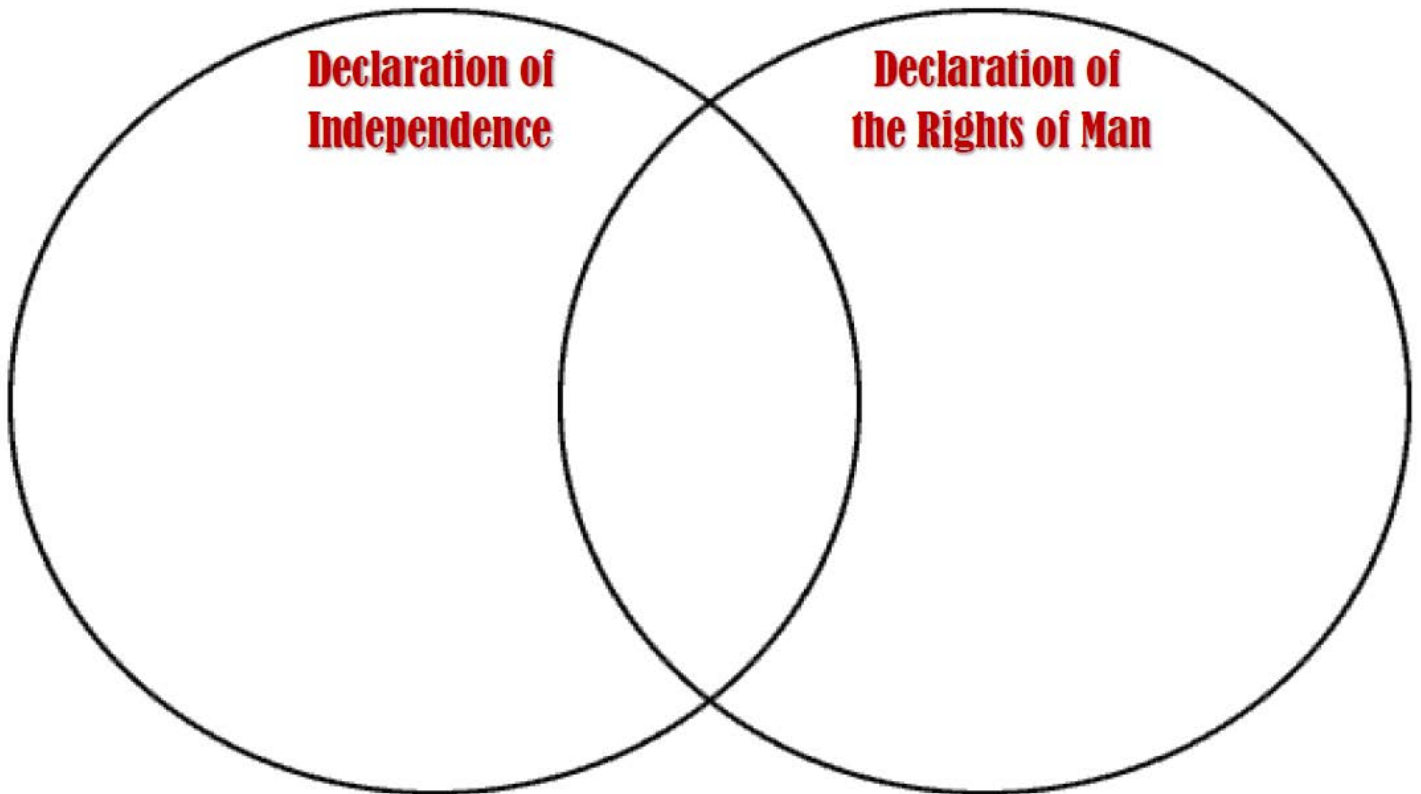 Declaration of
Independence
Declaration of
the Rights of Man